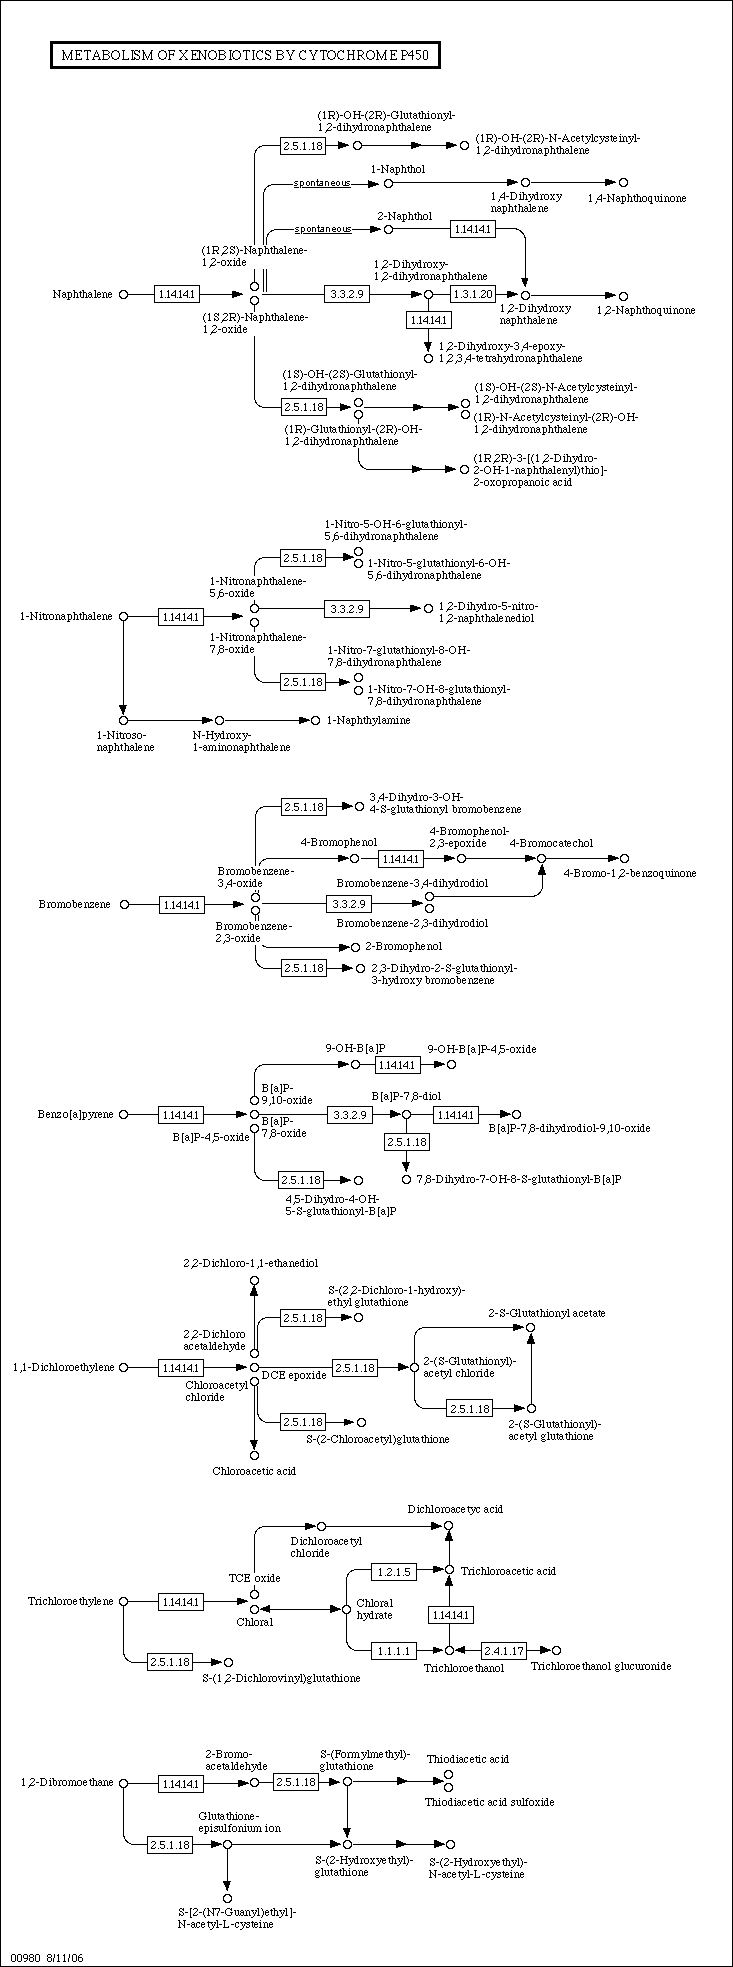 METABOLISM OF XENOBIOTICS BY CYTOCHROME P450
(1R)-OH-(2R)-Glutathionyl-
1,2-dihydronaphthalene
2.5.1.18
(1R)-OH-(2R)-N-Acetylcysteinyl-
1,2-dihydronaphthalene
1-Naphthol
spontaneous
1,4-Dihydroxy
naphthalene
1,4-Naphthoquinone
2-Naphthol
spontaneous
1.14.14.1
(1R,2S)-Naphthalene-
1,2-oxide
1,2-Dihydroxy-
1,2-dihydronaphthalene
Naphthalene
1.14.14.1
3.3.2.9
1.3.1.20
1,2-Dihydroxy
naphthalene
1,2-Naphthoquinone
(1S,2R)-Naphthalene-
1,2-oxide
1.14.14.1
1,2-Dihydroxy-3,4-epoxy-
1,2,3,4-tetrahydronaphthalene
(1S)-OH-(2S)-Glutathionyl-
1,2-dihydronaphthalene
2.5.1.18
(1S)-OH-(2S)-N-Acetylcysteinyl-
1,2-dihydronaphthalene
(1R)-N-Acetylcysteinyl-(2R)-OH-
1,2-dihydronaphthalene
(1R)-Glutathionyl-(2R)-OH-
1,2-dihydronaphthalene
(1R,2R)-3-[(1,2-Dihydro-
2-OH-1-naphthalenyl)thio]-
2-oxopropanoic acid
1-Nitro-5-OH-6-glutathionyl-
5,6-dihydronaphthalene
2.5.1.18
1-Nitro-5-glutathionyl-6-OH-
5,6-dihydronaphthalene
1-Nitronaphthalene-
5,6-oxide
1-Nitronaphthalene
1.14.14.1
3.3.2.9
1,2-Dihydro-5-nitro-
1,2-naphthalenediol
1-Nitronaphthalene-
7,8-oxide
1-Nitro-7-glutathionyl-8-OH-
7,8-dihydronaphthalene
2.5.1.18
1-Nitro-7-OH-8-glutathionyl-
7,8-dihydronaphthalene
1-Nitroso-
naphthalene
N-Hydroxy-
1-aminonaphthalene
1-Naphthylamine
2.5.1.18
3,4-Dihydro-3-OH-
4-S-glutathionyl bromobenzene
4-Bromophenol
1.14.14.1
4-Bromophenol-
2,3-epoxide
4-Bromocatechol
4-Bromo-1,2-benzoquinone
Bromobenzene-
3,4-oxide
Bromobenzene-3,4-dihydrodiol
Bromobenzene
1.14.14.1
3.3.2.9
Bromobenzene-2,3-dihydrodiol
Bromobenzene-
2,3-oxide
2-Bromophenol
2.5.1.18
2,3-Dihydro-2-S-glutathionyl-
3-hydroxy bromobenzene
9-OH-B[a]P
1.14.14.1
9-OH-B[a]P-4,5-oxide
B[a]P-
9,10-oxide
B[a]P-7,8-diol
Benzo[a]pyrene
1.14.14.1
3.3.2.9
1.14.14.1
B[a]P-7,8-dihydrodiol-9,10-oxide
B[a]P-4,5-oxide
B[a]P-
7,8-oxide
2.5.1.18
7,8-Dihydro-7-OH-8-S-glutathionyl-B[a]P
2.5.1.18
4,5-Dihydro-4-OH-
5-S-glutathionyl-B[a]P
2,2-Dichloro-1,1-ethanediol
S-(2,2-Dichloro-1-hydroxy)-
ethyl glutathione
2.5.1.18
2-S-Glutathionyl acetate
2,2-Dichloro
acetaldehyde
1,1-Dichloroethylene
1.14.14.1
DCE epoxide
2.5.1.18
2-(S-Glutathionyl)-
acetyl chloride
Chloroacetyl
chloride
2.5.1.18
2-(S-Glutathionyl)-
acetyl glutathione
2.5.1.18
S-(2-Chloroacetyl)glutathione
Chloroacetic acid
Dichloroacetyc acid
Dichloroacetyl
chloride
TCE oxide
1.2.1.5
Trichloroacetic acid
Trichloroethylene
1.14.14.1
Chloral
Chloral
hydrate
1.14.14.1
1.1.1.1
Trichloroethanol
2.4.1.17
Trichloroethanol glucuronide
2.5.1.18
S-(1,2-Dichlorovinyl)glutathione
2-Bromo-
acetaldehyde
S-(Formylmethyl)-
glutathione
Thiodiacetic acid
1,2-Dibromoethane
1.14.14.1
2.5.1.18
Thiodiacetic acid sulfoxide
Glutathione-
episulfonium ion
2.5.1.18
S-(2-Hydroxyethyl)-
glutathione
S-(2-Hydroxyethyl)-
N-acetyl-L-cysteine
S-[2-(N7-Guanyl)ethyl]-
N-acetyl-L-cysteine
00980 8/11/06